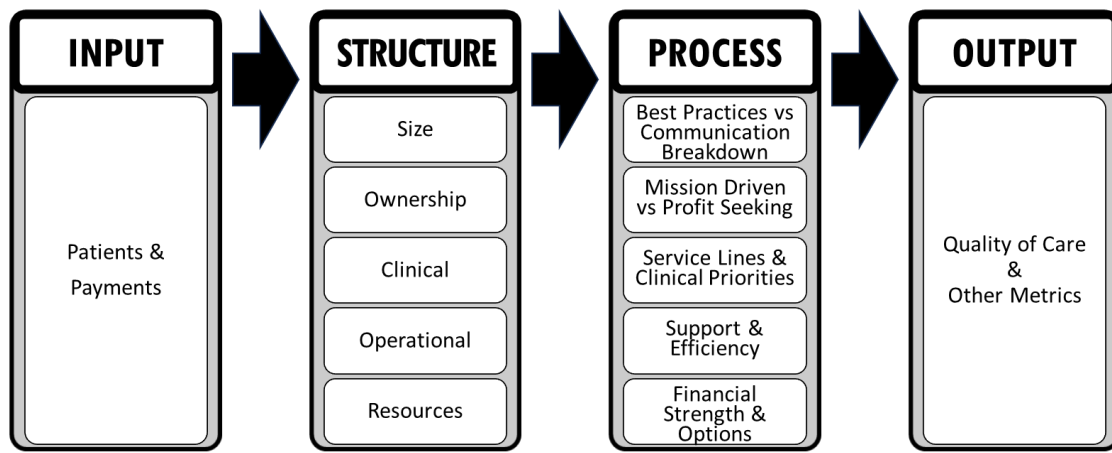 INPUT
Patients &
Payments
STRUCTURE
Size
Ownership
Clinical
Operational
Resources
PROCESS
Best Practices vs
Communication
Breakdown
Mission Driven
vs Profit Seeking
Service Lines &
Clinical Priorities
Support &
Efficiency
Financial
Strength &
Options
OUTPUT
Quality of Care
&
Other Metrics